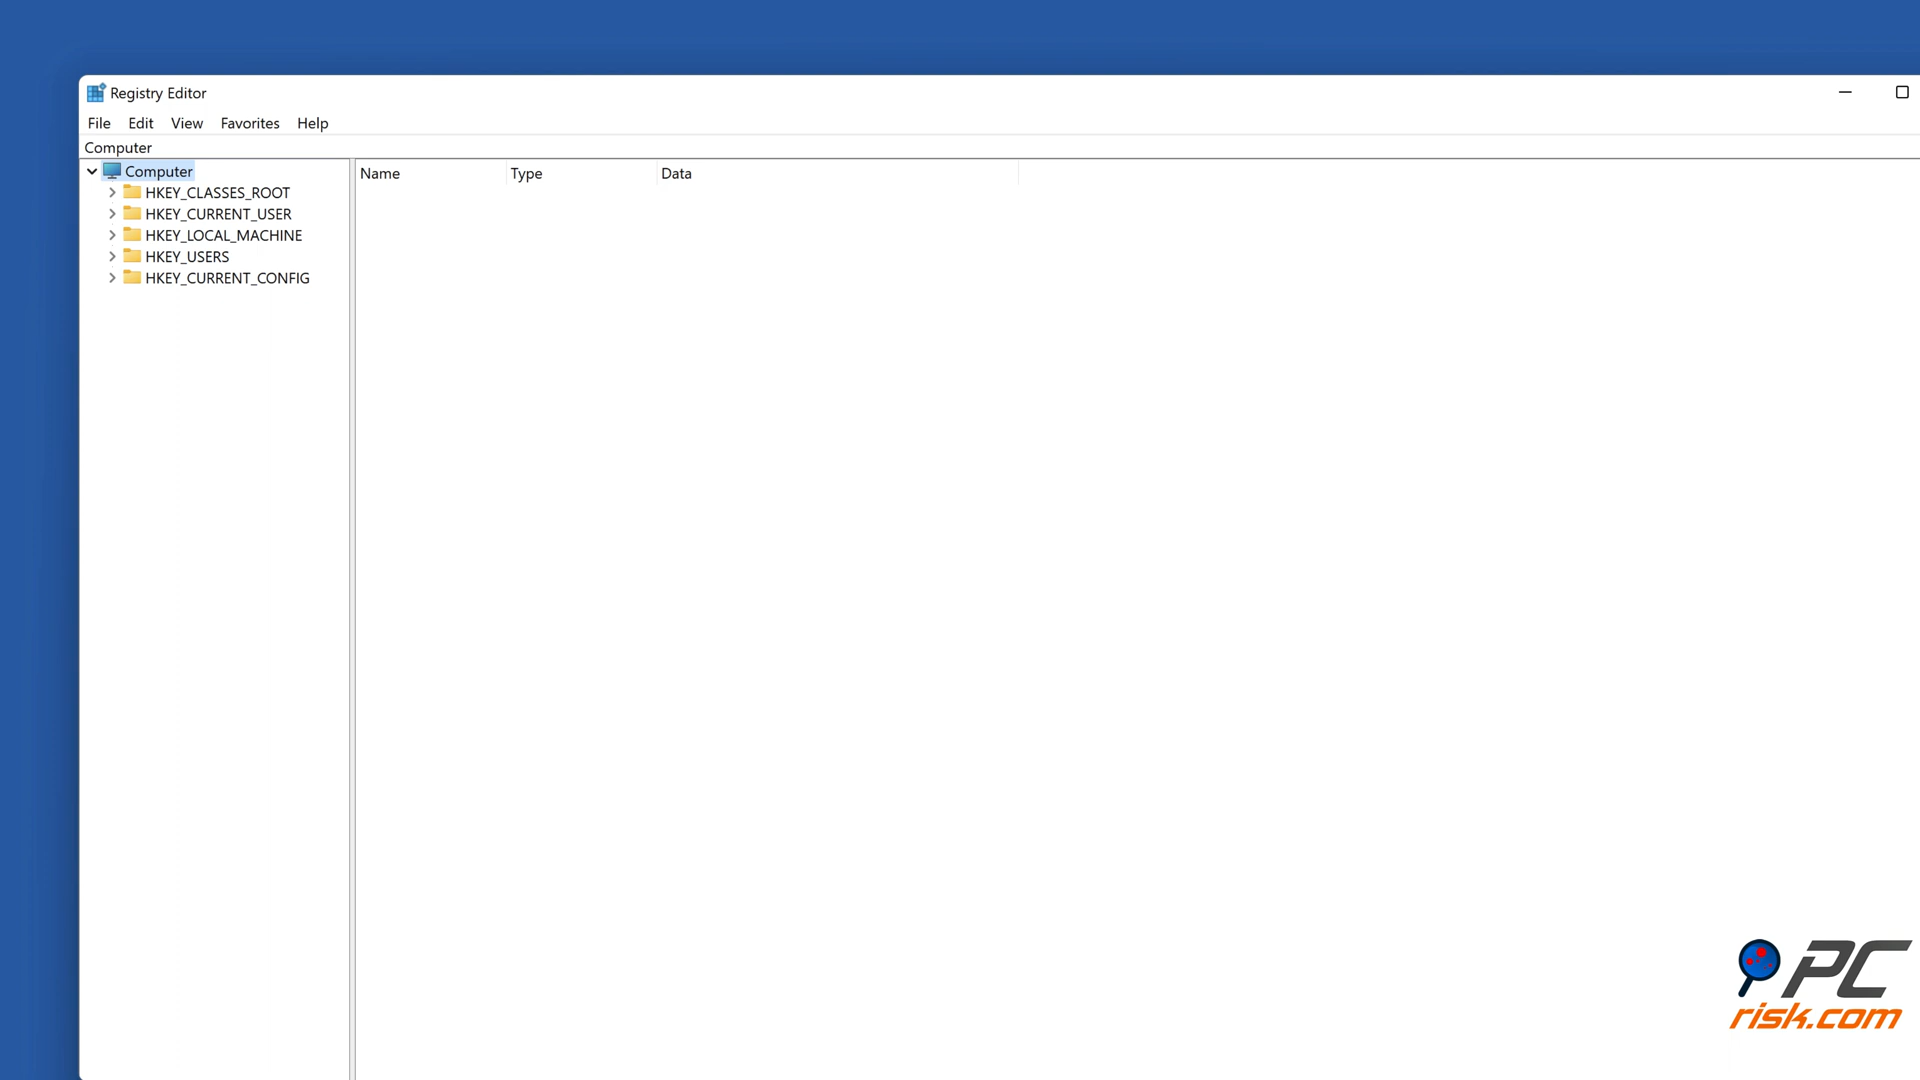 Registry Editor
File Edit View Favorites Help
Computer
Computer
HKEY_CLASSES_ROOT
HKEY_CURRENT_USER
HKEY_LOCAL_MACHINE
HKEY_USERS
HKEY_CURRENT_CONFIG
Name Type Data
PC
risk.com